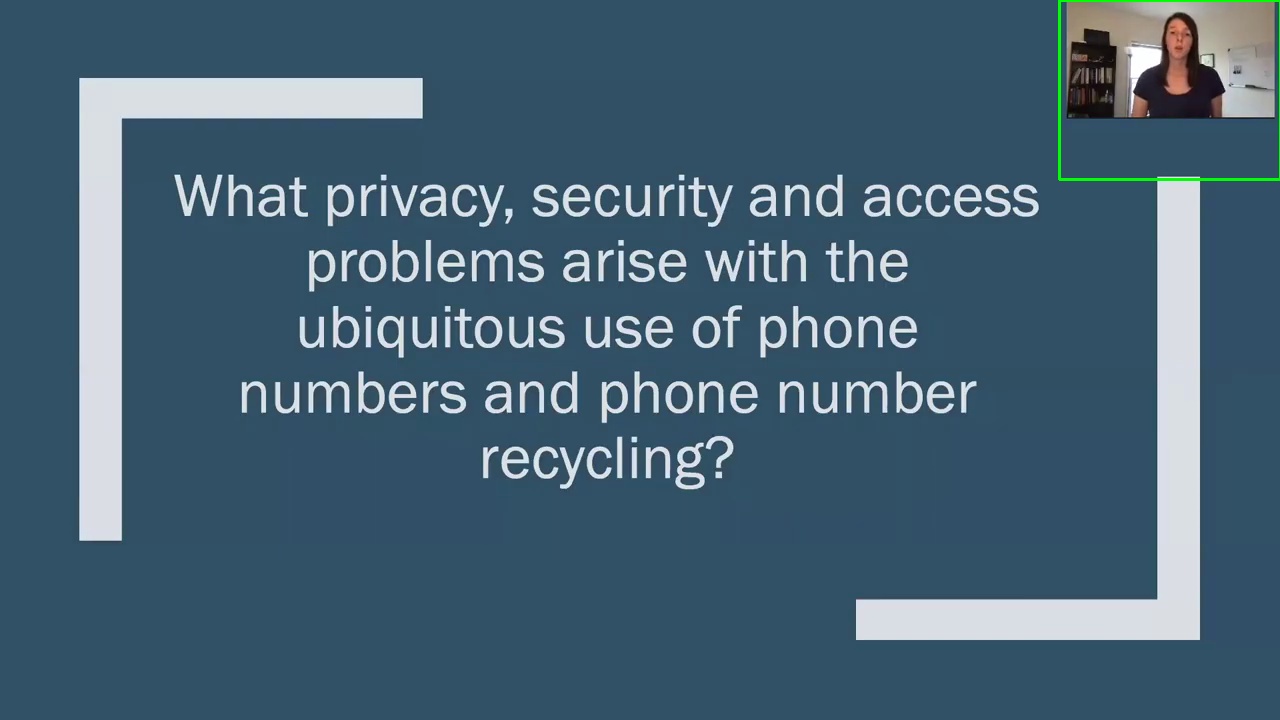 What privacy, security and access
problems arise with the
ubiquitous use of phone
numbers and phone number
recycling?